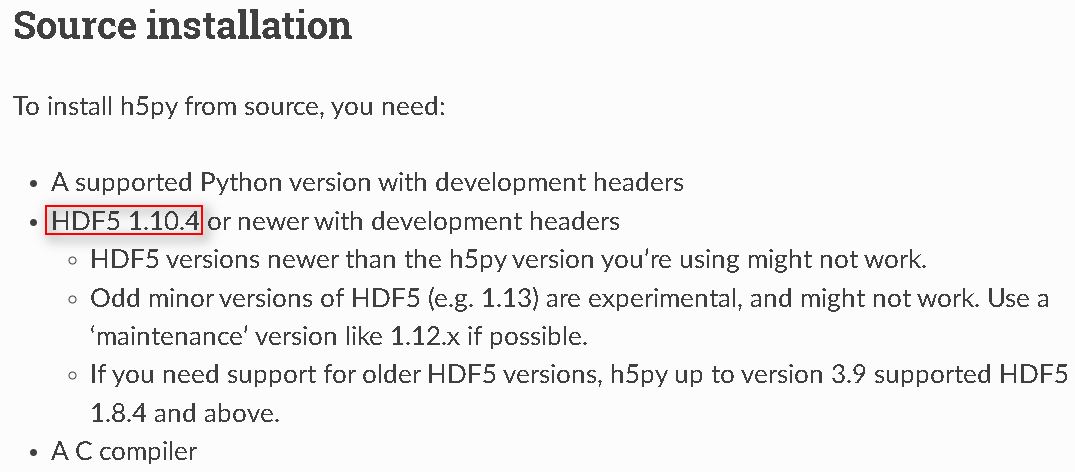 Source installation
To install h5py from source, you need:
• A supported Python version with development headers
• HDF5 1.10.4 or newer with development headers
◦ HDF5 versions newer than the h5py version you're using might not work.
◦ Odd minor versions of HDF5 (e.g. 1.13) are experimental, and might not work. Use a
‘maintenance’ version like 1.12.x if possible.
◦ If you need support for older HDF5 versions, h5py up to version 3.9 supported HDF5
1.8.4 and above.
• A C compiler